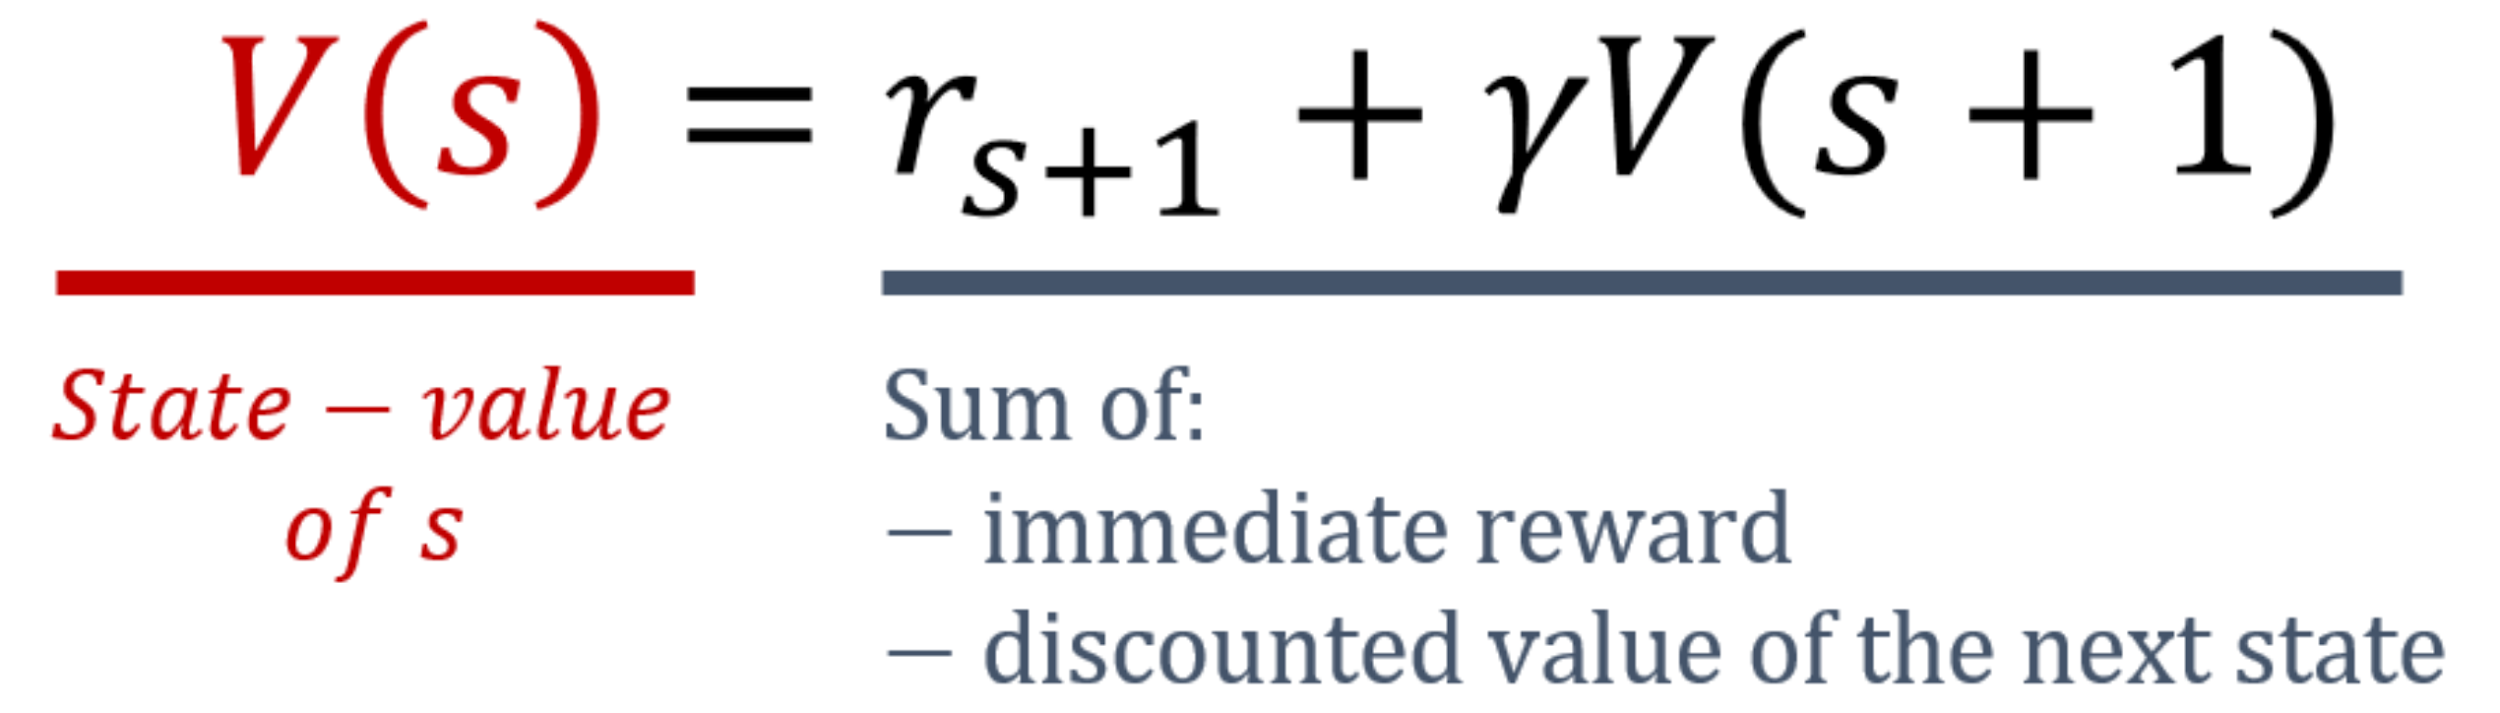 V(s) = r_{s+1} + γV(s + 1)
State − value
of s
Sum of:
− immediate reward
− discounted value of the next state